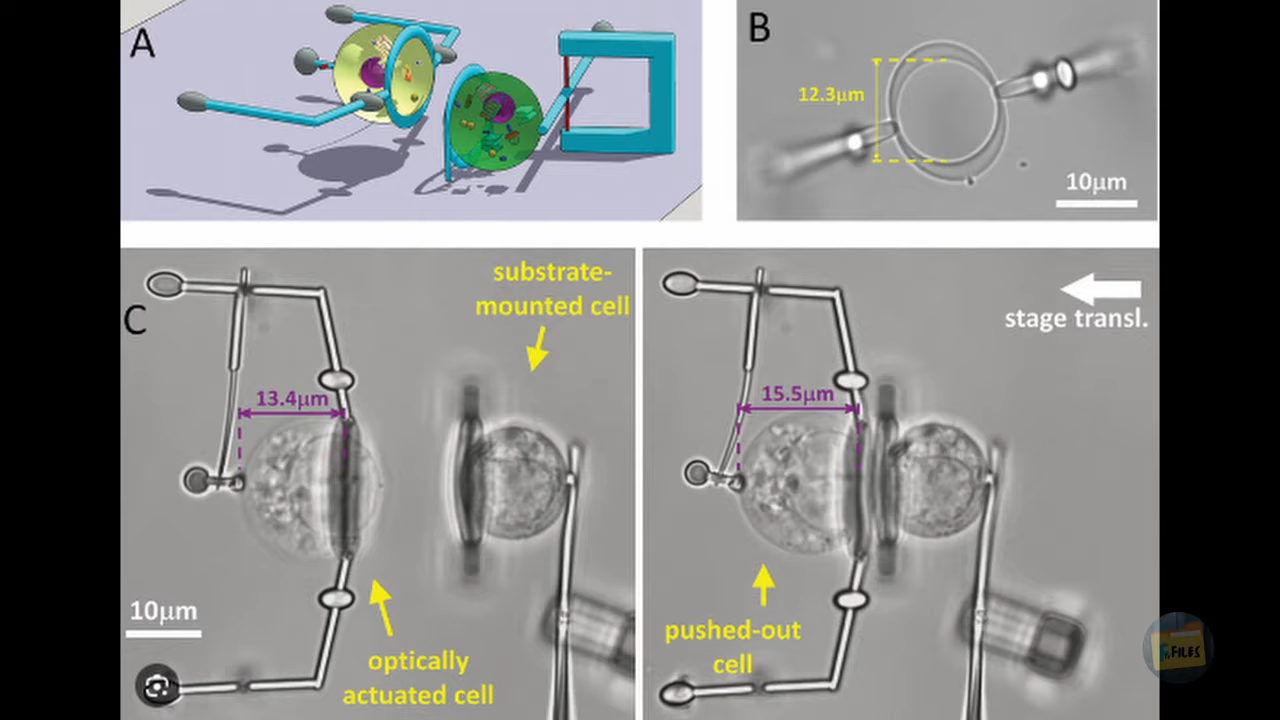 A
B
12.3μm
10μm
C
substrate-
mounted cell
13.4μm
10μm
optically
actuated cell
stage transl.
15.5μm
pushed-out
cell
FILES